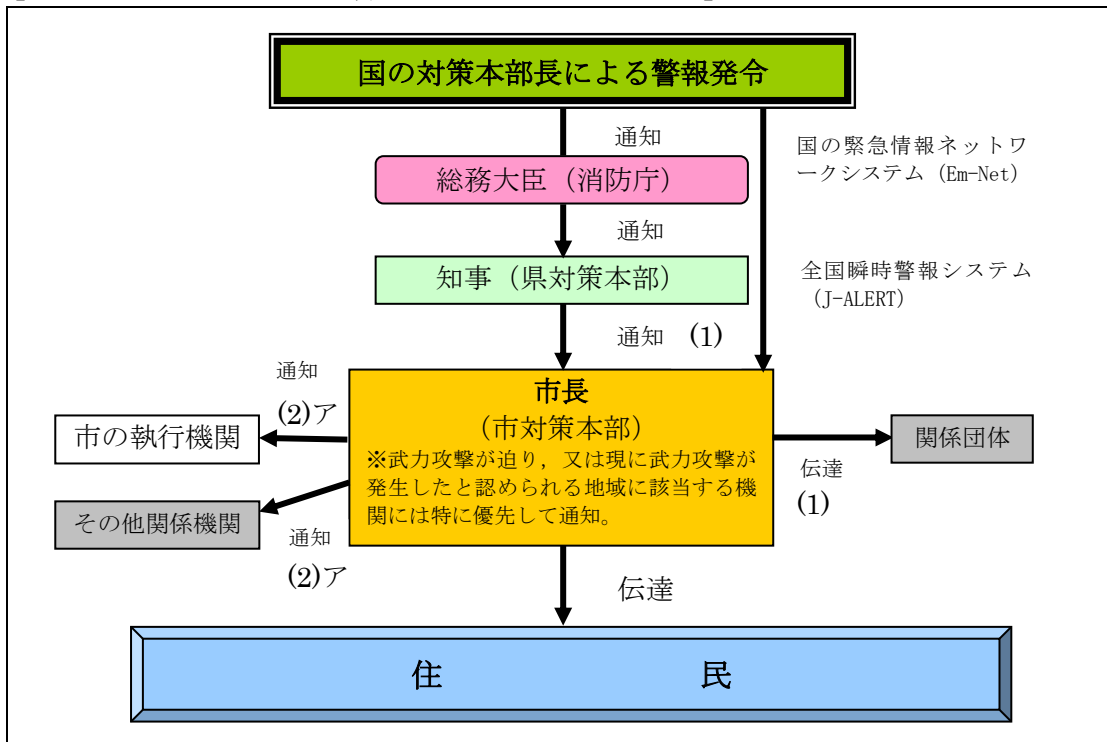 国の対策本部長による警報発令
通知
国の緊急情報ネットワ
ークシステム（Em-Net）
総務大臣（消防庁）
通知
知事（県対策本部）
全国瞬時警報システム
（J-ALERT）
通知 (1)
市長
（市対策本部）
※武力攻撃が迫り，又は現に武力攻撃が
発生したと認められる地域に該当する機
関には特に優先して通知。
通知
(2)ア
市の執行機関
その他関係機関
通知
(2)ア
関係団体
伝達
(1)
伝達
住 民